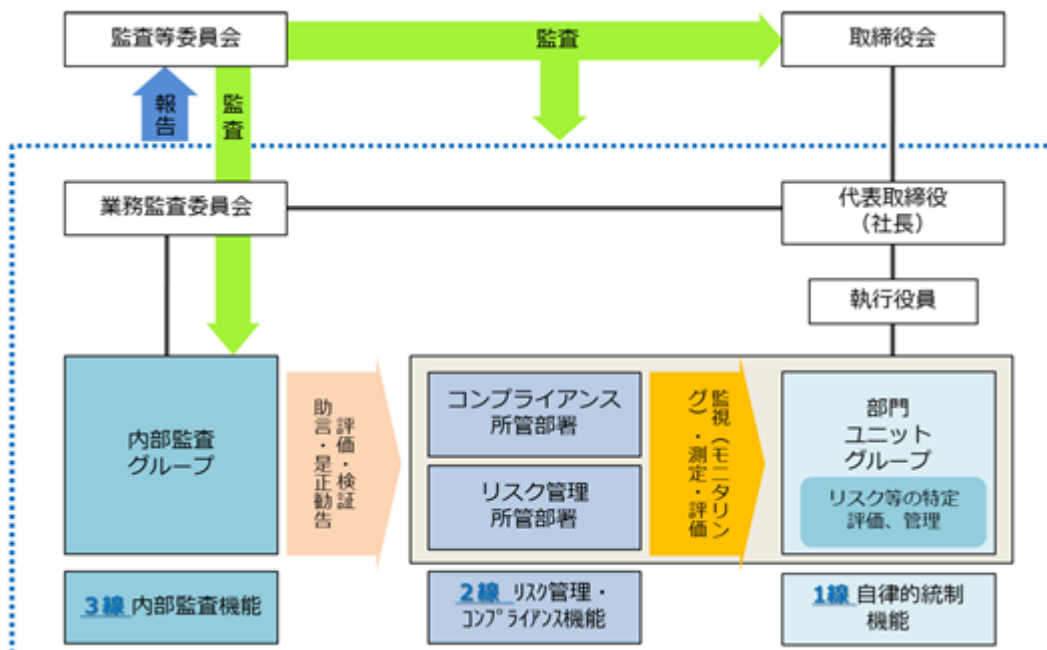 監査等委員会
監査
取締役会
報告
監査
業務監査委員会
代表取締役
(社長)
執行役員
内部監査
グループ
評価・検証
助言・是正勧告
コンプライアンス
所管部署
リスク管理
所管部署
監視(モニタリン
グ)・測定・評価
部門
ユニット
グループ
リスク等の特定
評価、管理
3線 内部監査機能
2線 ﾘｽｸ管理・
ｺﾝﾌﾟﾗｲｱﾝｽ機能
1線 自律的統制
機能